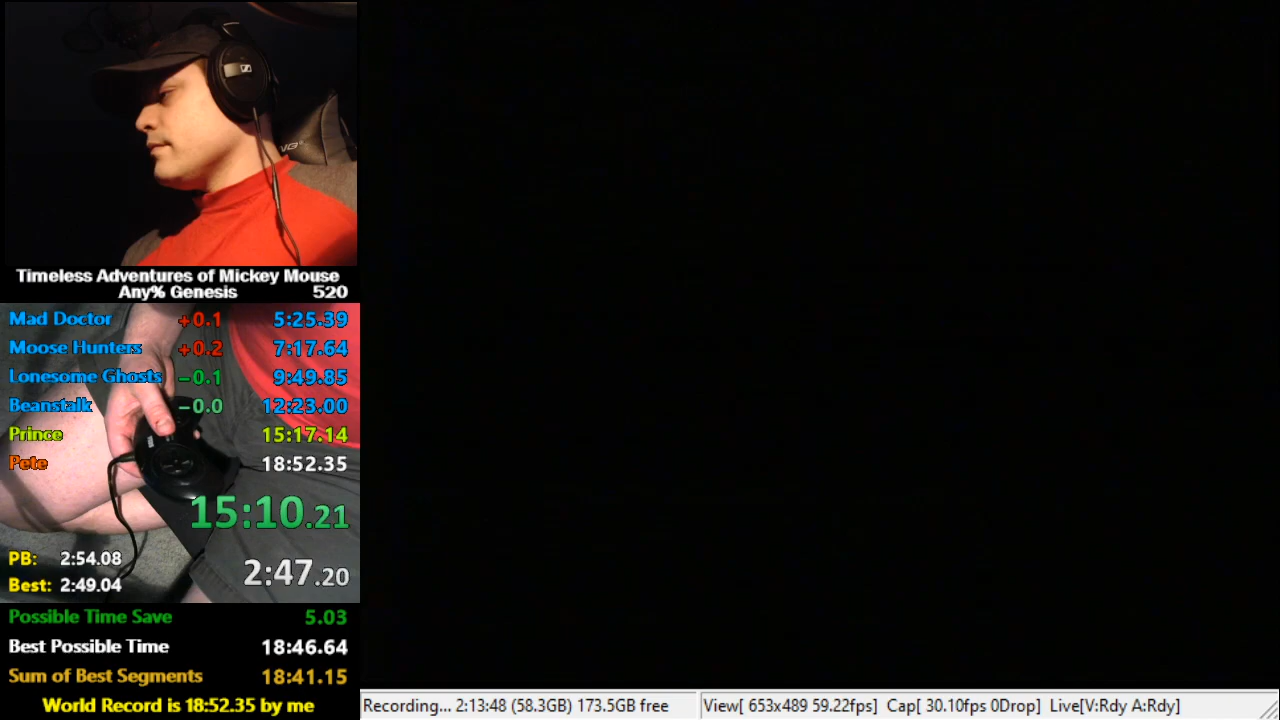 Timeless Adventures of Mickey Mouse
Any% Genesis 520
Mad Doctor +0.1 5:25.39
Moose Hunters +0.2 7:17.64
Lonesome Ghosts −0.1 9:49.85
Beanstalk −0.0 12:23.00
Prince 15:17.14
Pete 18:52.35
15:10.21
PB: 2:54.08
Best: 2:49.04
2:47.20
Possible Time Save 5.03
Best Possible Time 18:46.64
Sum of Best Segments 18:41.15
World Record is 18:52.35 by me
Recording... 2:13:48 (58.3GB) 173.5GB free View[ 653x489 59.22fps] Cap[ 30.10fps 0Drop] Live[V:Rdy A:Rdy]